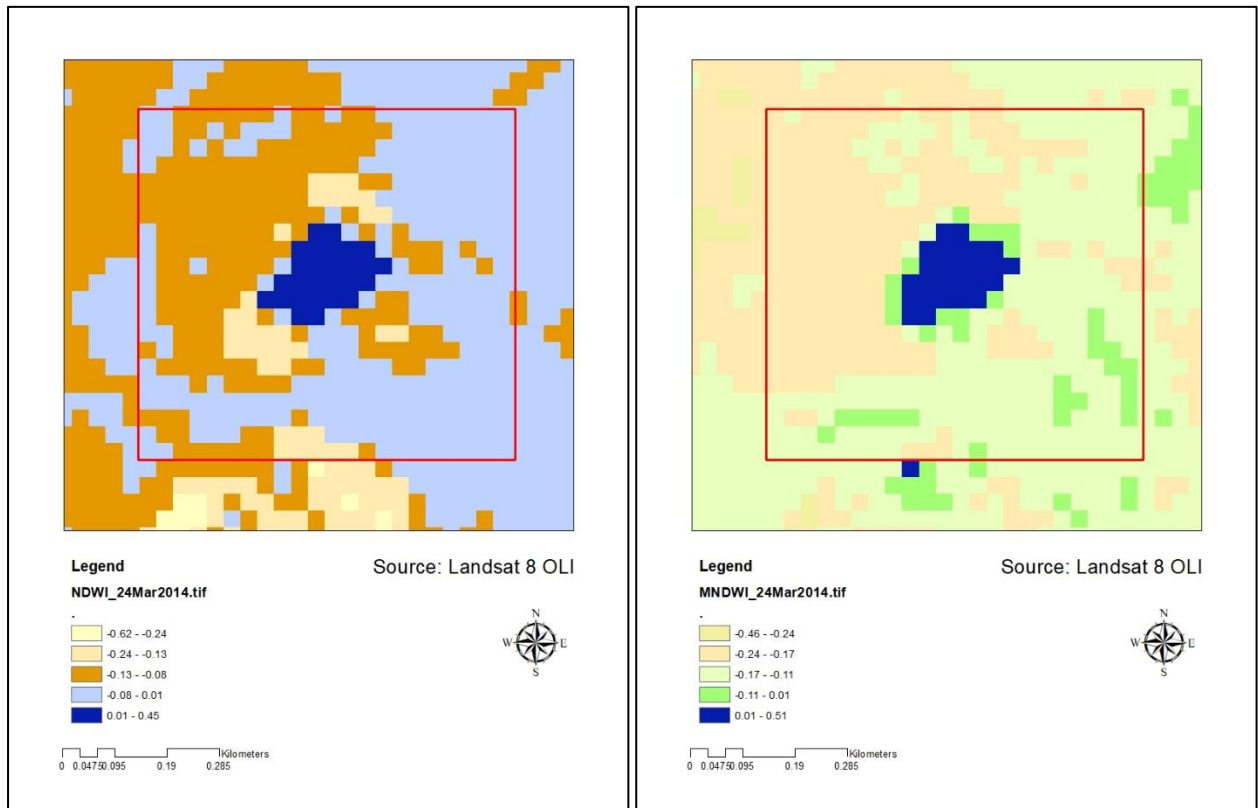 Legend
Source: Landsat 8 OLI
NDWI_24Mar2014.tif
.
-0.62 - -0.24
-0.24 - -0.13
-0.13 - -0.08
-0.08 - 0.01
0.01 - 0.45
N
W E
S
Kilometers
0 0.0475 0.095 0.19 0.285
Legend
Source: Landsat 8 OLI
MNDWI_24Mar2014.tif
.
-0.46 - -0.24
-0.24 - -0.17
-0.17 - -0.11
-0.11 - 0.01
0.01 - 0.51
N
W E
S
Kilometers
0 0.0475 0.095 0.19 0.285